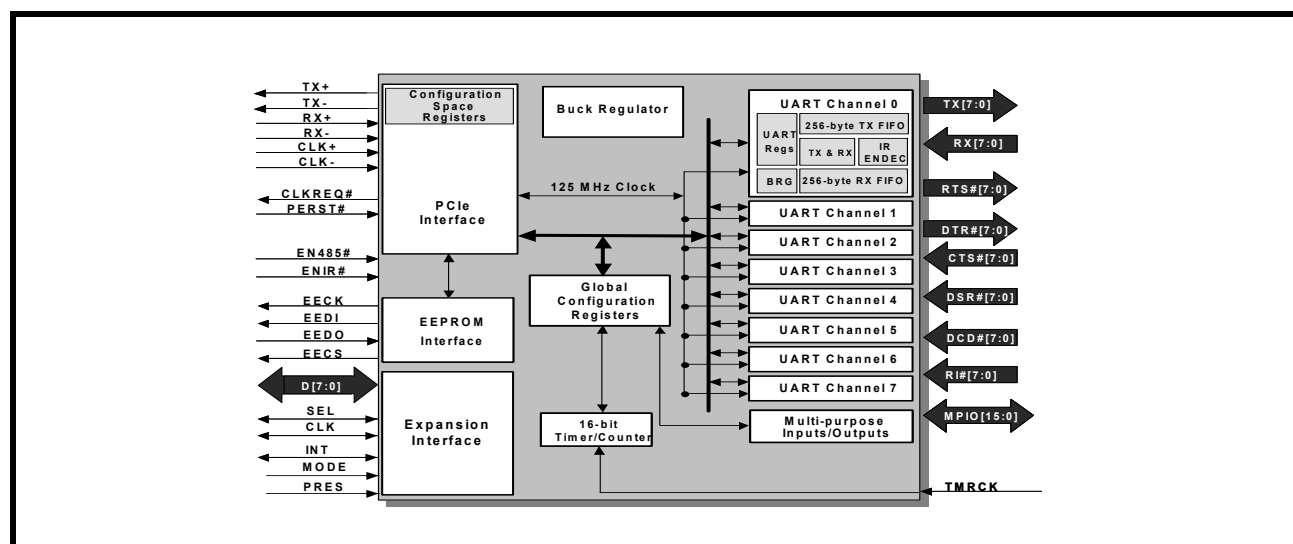 TX+
TX-
RX+
RX-
CLK+
CLK-
CLKREQ#
PERST#
EN485#
ENIR#
EECK
EEDI
EEDO
EECS
D[7:0]
SEL
CLK
INT
MODE
PRES
Configuration
Space
Registers
PCIe
Interface
EEPROM
Interface
Expansion
Interface
Buck Regulator
125 MHz Clock
Global
Configuration
Registers
16-bit
Timer/Counter
UART Channel 0
UART
Regs
256-byte TX FIFO
TX & RX
IR
ENDEC
BRG
256-byte RX FIFO
UART Channel 1
UART Channel 2
UART Channel 3
UART Channel 4
UART Channel 5
UART Channel 6
UART Channel 7
Multi-purpose
Inputs/Outputs
TX[7:0]
RX[7:0]
RTS#[7:0]
DTR#[7:0]
CTS#[7:0]
DSR#[7:0]
DCD#[7:0]
RI#[7:0]
MPIO[15:0]
TMRCK